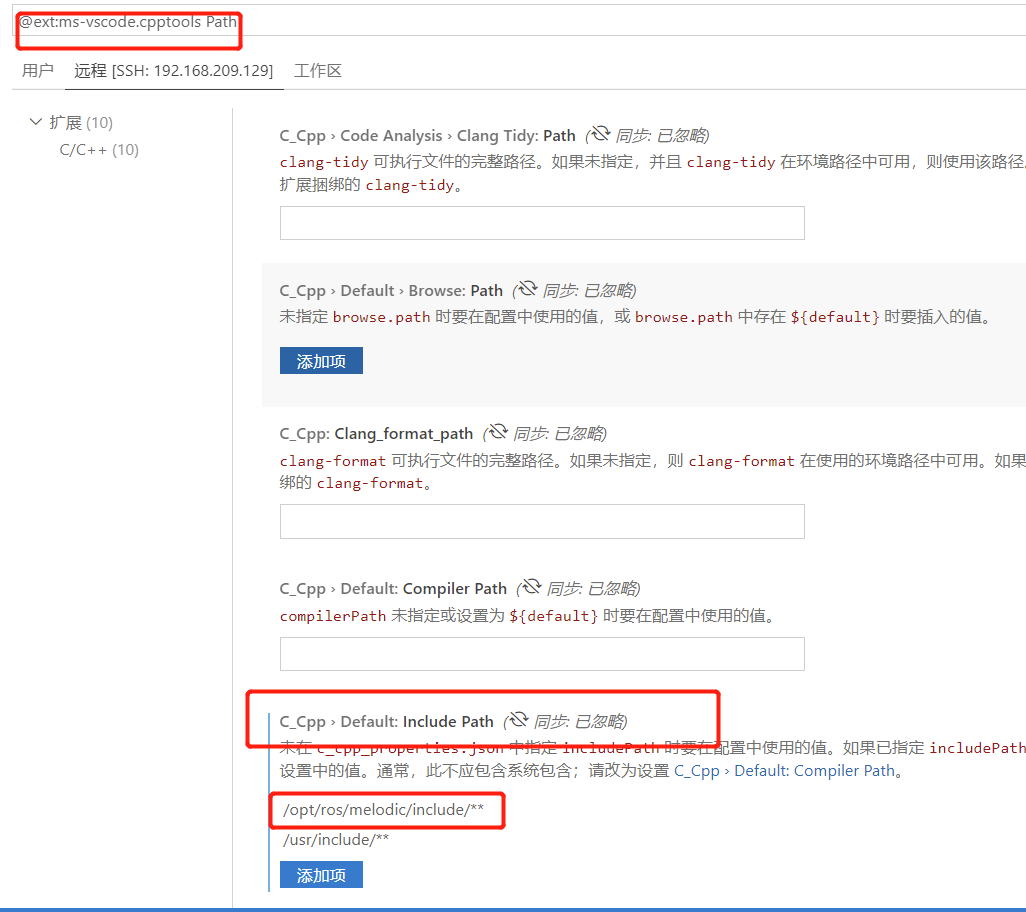 @ext:ms-vscode.cpptools Path
用户 远程 [SSH: 192.168.209.129] 工作区
扩展 (10)
C/C++ (10)
C_Cpp › Code Analysis › Clang Tidy: Path (同步: 已忽略)
clang-tidy 可执行文件的完整路径。如果未指定，并且 clang-tidy 在环境路径中可用，则使用该路径。
扩展捆绑的 clang-tidy。
C_Cpp › Default › Browse: Path (同步: 已忽略)
未指定 browse.path 时要在配置中使用的值，或 browse.path 中存在 ${default} 时要插入的值。
添加项
C_Cpp: Clang_format_path (同步: 已忽略)
clang-format 可执行文件的完整路径。如果未指定，则 clang-format 在使用的环境路径中可用。如果
绑的 clang-format。
C_Cpp › Default: Compiler Path (同步: 已忽略)
compilerPath 未指定或设置为 ${default} 时要在配置中使用的值。
C_Cpp › Default: Include Path (同步: 已忽略)
未在 c_cpp_properties.json 中指定 includePath 时要在配置中使用的值。如果已指定 includePath
设置中的值。通常，此不应包含系统包含；请改为设置 C_Cpp › Default: Compiler Path。
/opt/ros/melodic/include/**
/usr/include/**
添加项